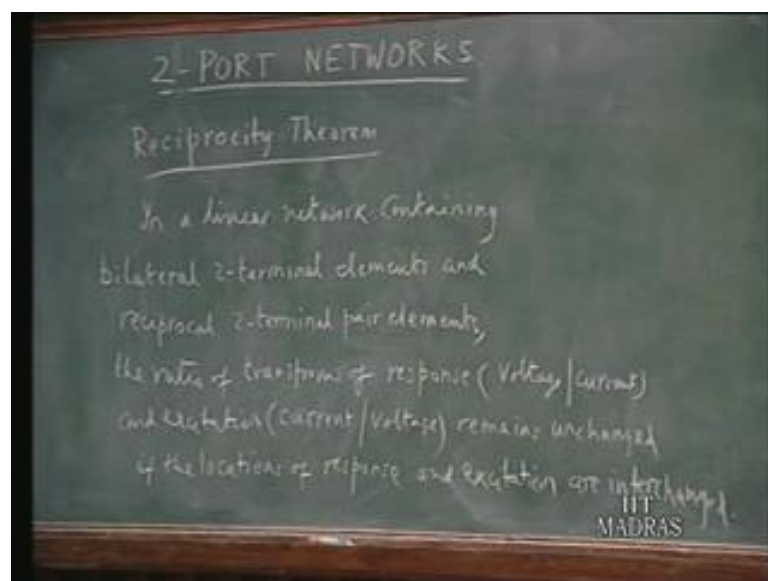 2-PORT NETWORKS
Reciprocity Theorem
In a linear network Containing
bilateral 2-terminal elements and
reciprocal 2-terminal pair elements,
the ratio of transforms of response (Voltage/Current)
and excitation (Current/Voltage) remains unchanged
if the locations of response and excitation are interchanged.
IIT
MADRAS